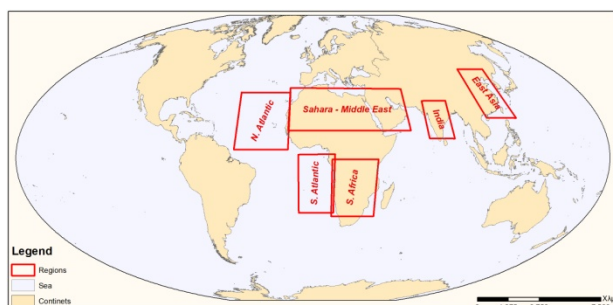 N. Atlantic
Sahara - Middle East
India
East Asia
S. Atlantic
S. Africa
Legend
Regions
Sea
Continets